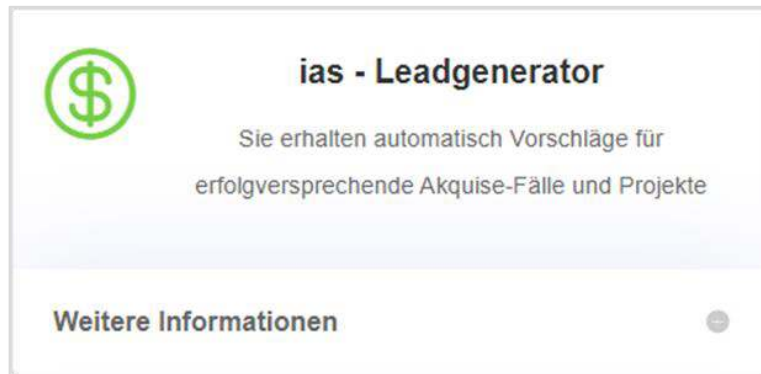 ias - Leadgenerator
Sie erhalten automatisch Vorschläge für
erfolgversprechende Akquise-Fälle und Projekte
Weitere Informationen